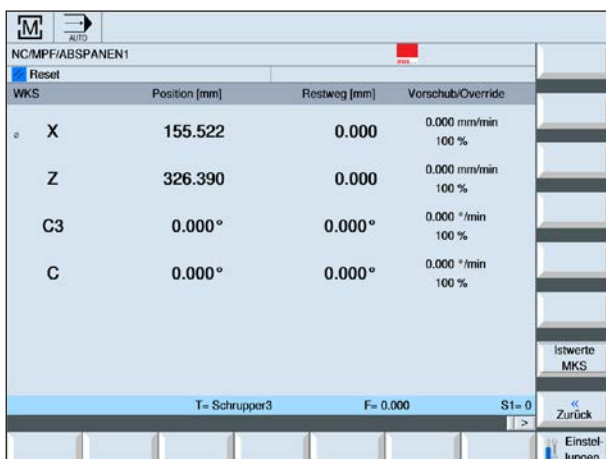 M
AUTO
NC/MPF/ABSPANEN1
Reset
WKS Position [mm] Restweg [mm] Vorschub/Override
ø X 155.522 0.000 0.000 mm/min
100 %
Z 326.390 0.000 0.000 mm/min
100 %
C3 0.000° 0.000° 0.000 °/min
100 %
C 0.000° 0.000° 0.000 °/min
100 %
Istwerte
MKS
T= Schrupper3 F= 0.000 S1= 0
«
Zurück
>
Einstel-
lungen